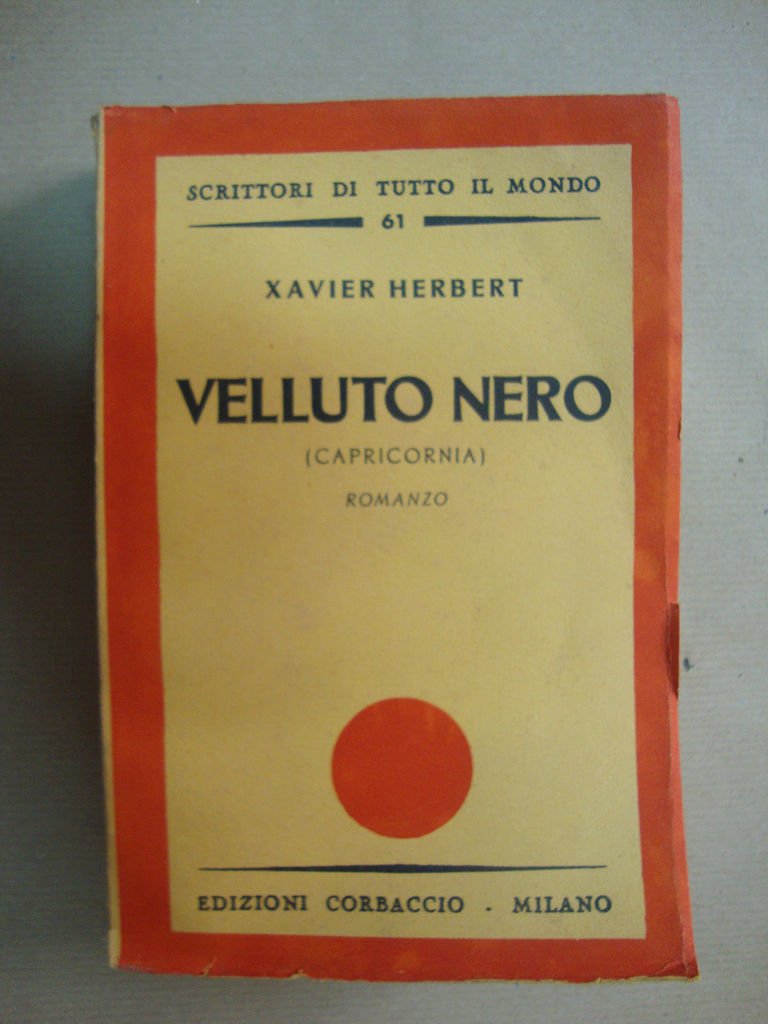 SCRITTORI DI TUTTO IL MONDO
61
XAVIER HERBERT
VELLUTO NERO
(CAPRICORNIA)
ROMANZO
EDIZIONI CORBACCIO - MILANO